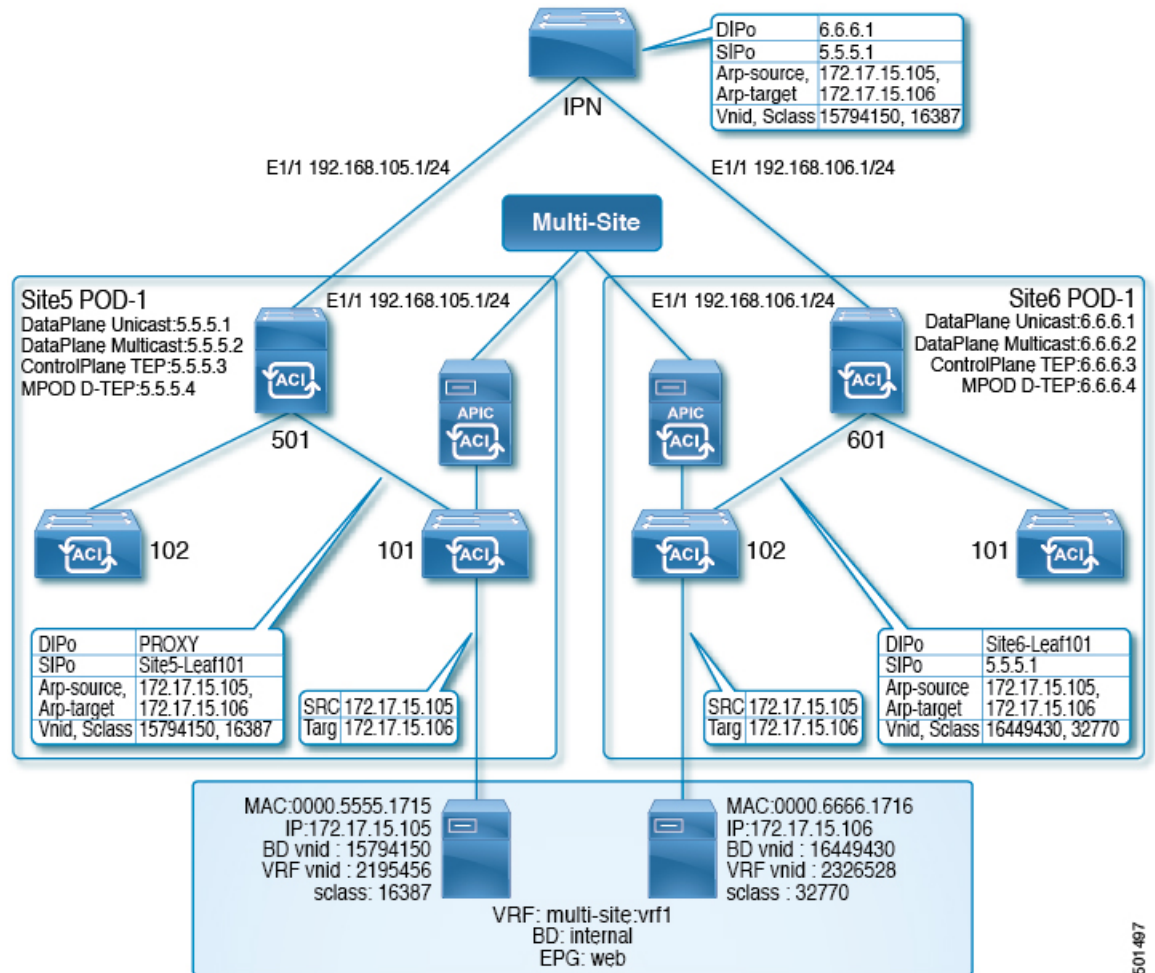 DIPo 6.6.6.1
SIPo 5.5.5.1
Arp-source, 172.17.15.105,
Arp-target 172.17.15.106
Vnid, Sclass 15794150, 16387
IPN
E1/1 192.168.105.1/24
E1/1 192.168.106.1/24
Multi-Site
Site5 POD-1
DataPlane Unicast:5.5.5.1
DataPlane Multicast:5.5.5.2
ControlPlane TEP:5.5.5.3
MPOD D-TEP:5.5.5.4
E1/1 192.168.105.1/24
ACI
501
APIC
ACI
E1/1 192.168.106.1/24
Site6 POD-1
DataPlane Unicast:6.6.6.1
DataPlane Multicast:6.6.6.2
ControlPlane TEP:6.6.6.3
MPOD D-TEP:6.6.6.4
APIC
ACI
ACI
601
ACI
102
101
ACI
ACI
102
101
ACI
DIPo PROXY
SIPo Site5-Leaf101
Arp-source, 172.17.15.105,
Arp-target 172.17.15.106
Vnid, Sclass 15794150, 16387
SRC 172.17.15.105
Targ 172.17.15.106
SRC 172.17.15.105
Targ 172.17.15.106
DIPo Site6-Leaf101
SIPo 5.5.5.1
Arp-source 172.17.15.105,
Arp-target 172.17.15.106
Vnid, Sclass 16449430, 32770
MAC:0000.5555.1715
IP:172.17.15.105
BD vnid : 15794150
VRF vnid : 2195456
sclass: 16387
MAC:0000.6666.1716
IP:172.17.15.106
BD vnid : 16449430
VRF vnid : 2326528
sclass : 32770
VRF: multi-site:vrf1
BD: internal
EPG: web
501497